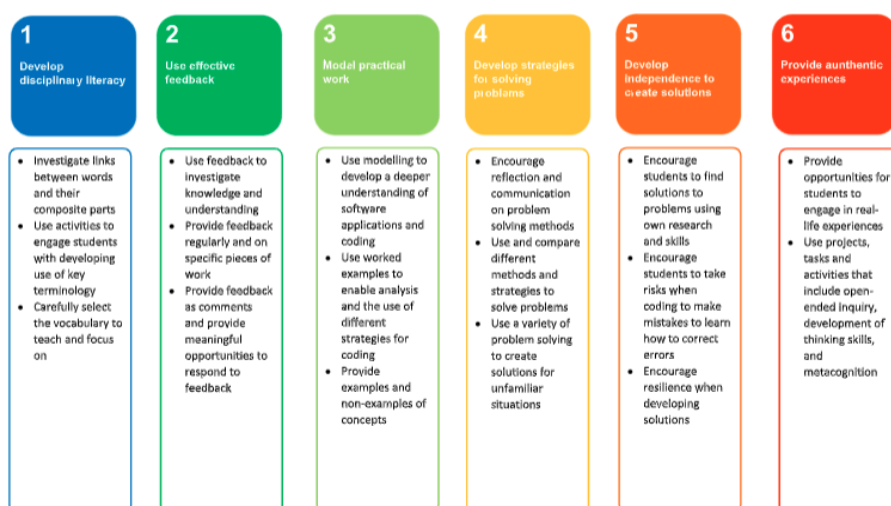 1
Develop
disciplinary literacy
2
Use effective
feedback
3
Model practical
work
4
Develop strategies
for solving
problems
5
Develop
independence to
create solutions
6
Provide aunthentic
experiences
• Investigate links
between words
and their
composite parts
• Use activities to
engage students
with developing
use of key
terminology
• Carefully select
the vocabulary to
teach and focus
on
• Use feedback to
investigate
knowledge and
understanding
• Provide feedback
regularly and on
specific pieces of
work
• Provide feedback
as comments
and provide
meaningful
opportunities to
respond to
feedback
• Use modelling to
develop a deeper
understanding of
software
applications and
coding
• Use worked
examples to
enable analysis
and the use of
different
strategies for
coding
• Provide
examples and
non-examples of
concepts
• Encourage
reflection and
communication
on problem
solving methods
• Use and compare
different
methods and
strategies to
solve problems
• Use a variety of
problem solving
to create
solutions for
unfamiliar
situations
• Encourage
students to find
solutions to
problems using
own research
and skills
• Encourage
students to take
risks when
coding to make
mistakes to learn
how to correct
errors
• Encourage
resilience when
developing
solutions
• Provide
opportunities for
students to
engage in real-
life experiences
• Use projects,
tasks and
activities that
include open-
ended inquiry,
development of
thinking skills,
and
metacognition